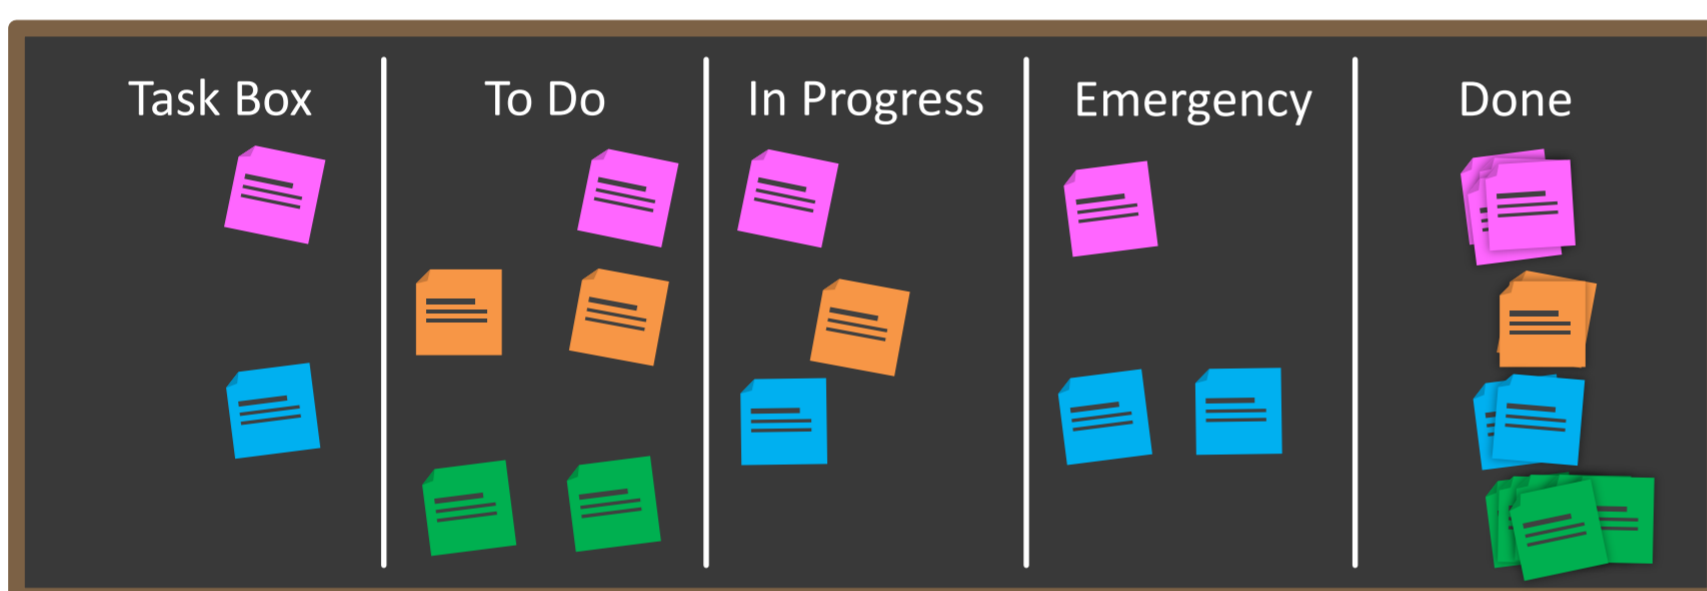 Task Box
To Do
In Progress
Emergency
Done